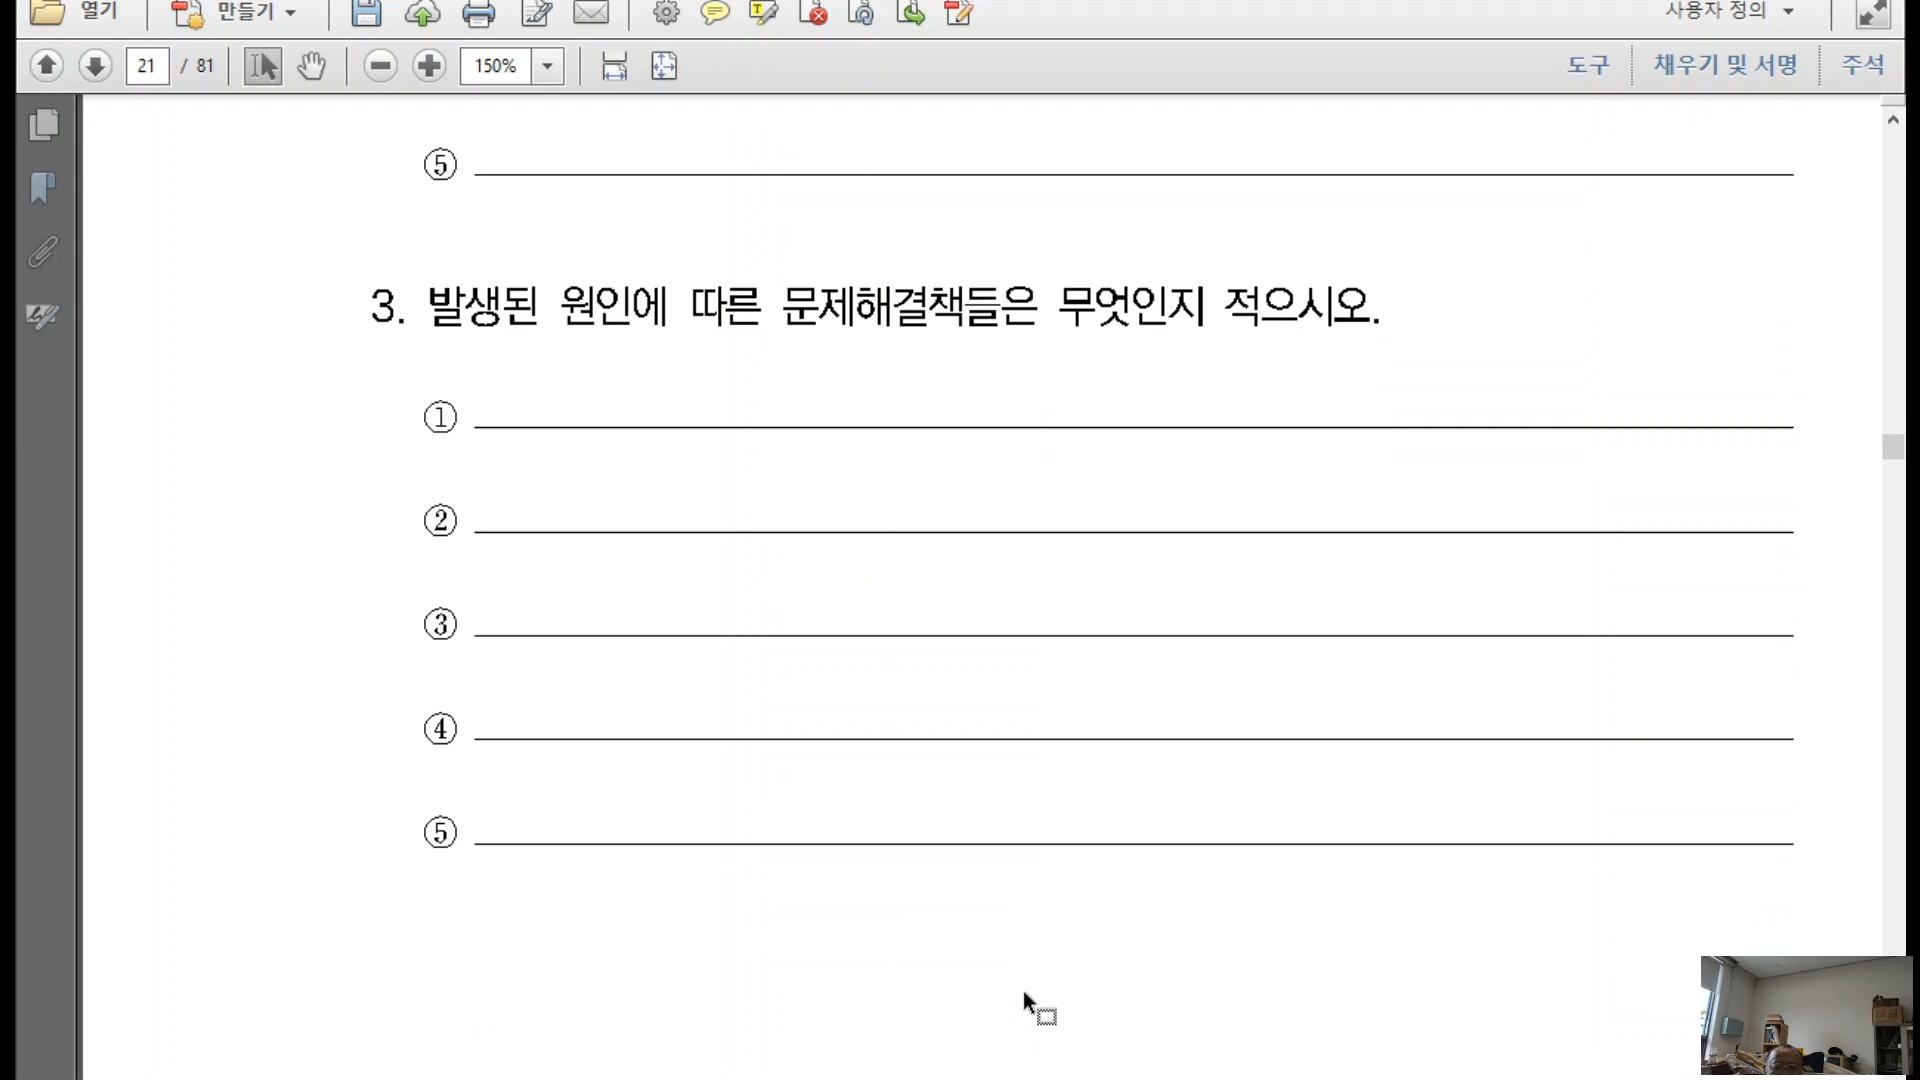 열기 만들기 사용자 정의
21 / 81 150% 도구 채우기 및 서명 주석
⑤
3. 발생된 원인에 따른 문제해결책들은 무엇인지 적으시오.
①
②
③
④
⑤